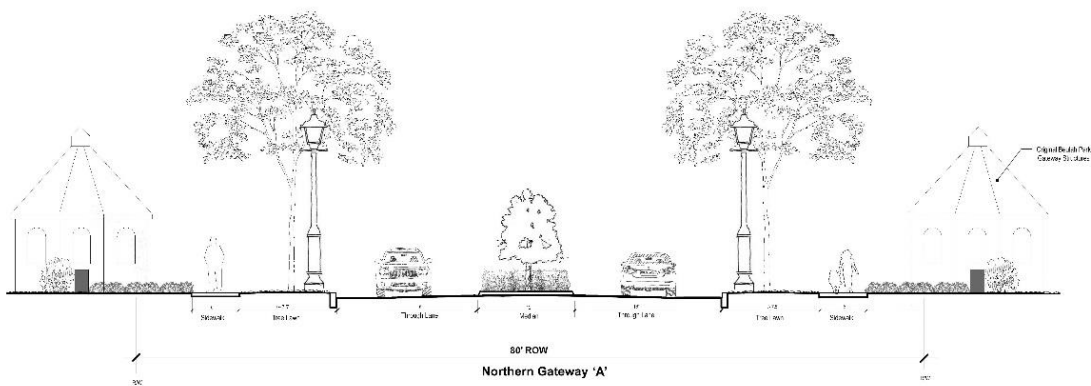 Original Beulah Park
Gateway Structures
Sidewalk
Tree Lawn
Through Lane
Median
Through Lane
Tree Lawn
Sidewalk
80' ROW
Northern Gateway 'A'